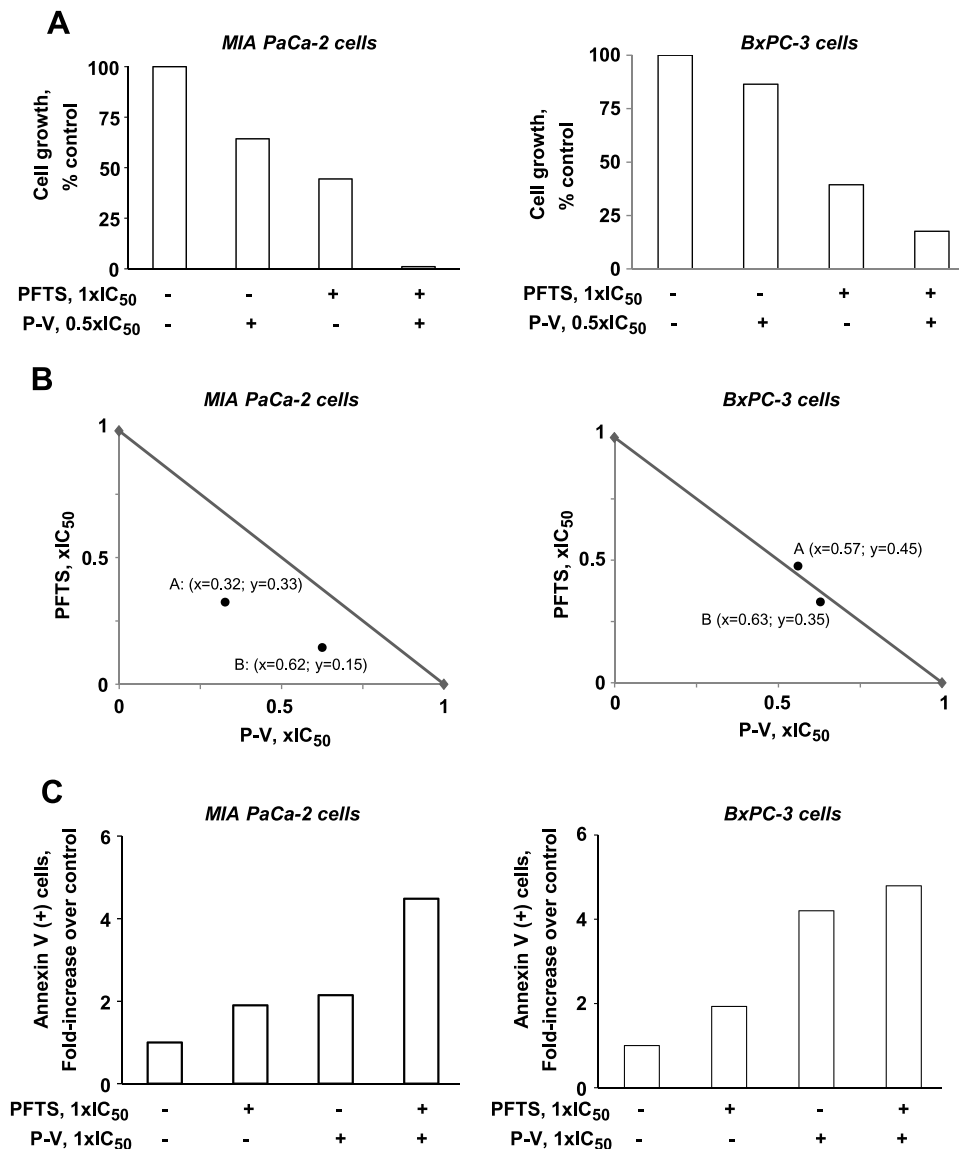 A
MIA PaCa-2 cells
BxPC-3 cells
Cell growth,
% control
100
75
50
25
0
PFTS, 1xIC50 - - + +
P-V, 0.5xIC50 - + - +
Cell growth,
% control
100
75
50
25
0
PFTS, 1xIC50 - - + +
P-V, 0.5xIC50 - + - +
B
MIA PaCa-2 cells
BxPC-3 cells
PFTS, xIC50
1
0.5
0
A: (x=0.32; y=0.33)
B: (x=0.62; y=0.15)
0 0.5 1
P-V, xIC50
PFTS, xIC50
1
0.5
0
A (x=0.57; y=0.45)
B (x=0.63; y=0.35)
0 0.5 1
P-V, xIC50
C
MIA PaCa-2 cells
BxPC-3 cells
Annexin V (+) cells,
Fold-increase over control
6
4
2
0
PFTS, 1xIC50 - + - +
P-V, 1xIC50 - - + +
Annexin V (+) cells,
Fold-increase over control
6
4
2
0
PFTS, 1xIC50 - + - +
P-V, 1xIC50 - - + +